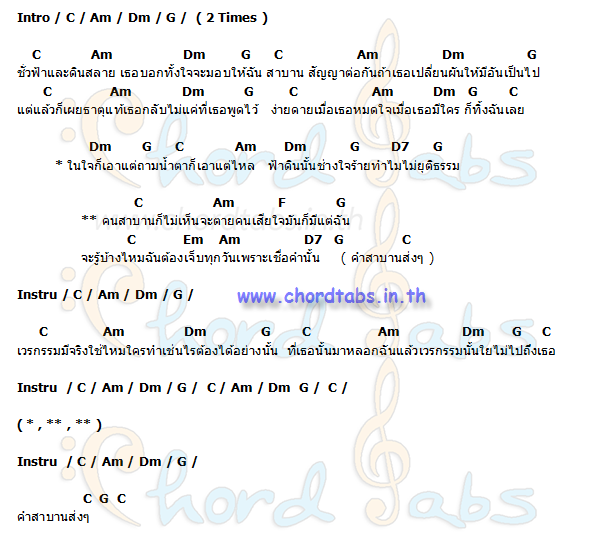 Intro / C / Am / Dm / G /  ( 2 Times )
C Am Dm G C Am Dm G
ชั่วฟ้าและดินสลาย เธอบอกทั้งใจจะมอบให้ฉัน สาบาน สัญญาต่อกันถ้าเธอเปลี่ยนผันให้มีอันเป็นไป
C Am Dm G C Am Dm G C
แต่แล้วก็เผยธาตุแท้เธอกลับไม่แค่ที่เธอพูดไว้ ง่ายดายเมื่อเธอหมดใจเมื่อเธอมีใคร ก็ทิ้งฉันเลย
Dm G C Am Dm G D7 G
* ในใจก็เอาแต่ถามน้ำตาก็เอาแต่ไหล ฟ้าดินนั้นช่างใจร้ายทำไมไม่ยุติธรรม
C Am F G
** คนสาบานก็ไม่เห็นจะตายคนเสียใจมันก็มีแต่ฉัน
C Em Am D7 G C
จะรู้บ้างไหมฉันต้องเจ็บทุกวันเพราะเชื่อคำนั้น ( คำสาบานส่งๆ )
Instru / C / Am / Dm / G /
www.chordtabs.in.th
C Am Dm G C Am Dm G C
เวรกรรมมีจริงใช่ไหมใครทำเช่นไรต้องได้อย่างนั้น ที่เธอนั้นมาหลอกฉันแล้วเวรกรรมนั้นใยไม่ไปถึงเธอ
Instru  / C / Am / Dm / G /  C / Am / Dm  G /  C /
( * , ** , ** )
Instru  / C / Am / Dm / G /
C G C
คำสาบานส่งๆ